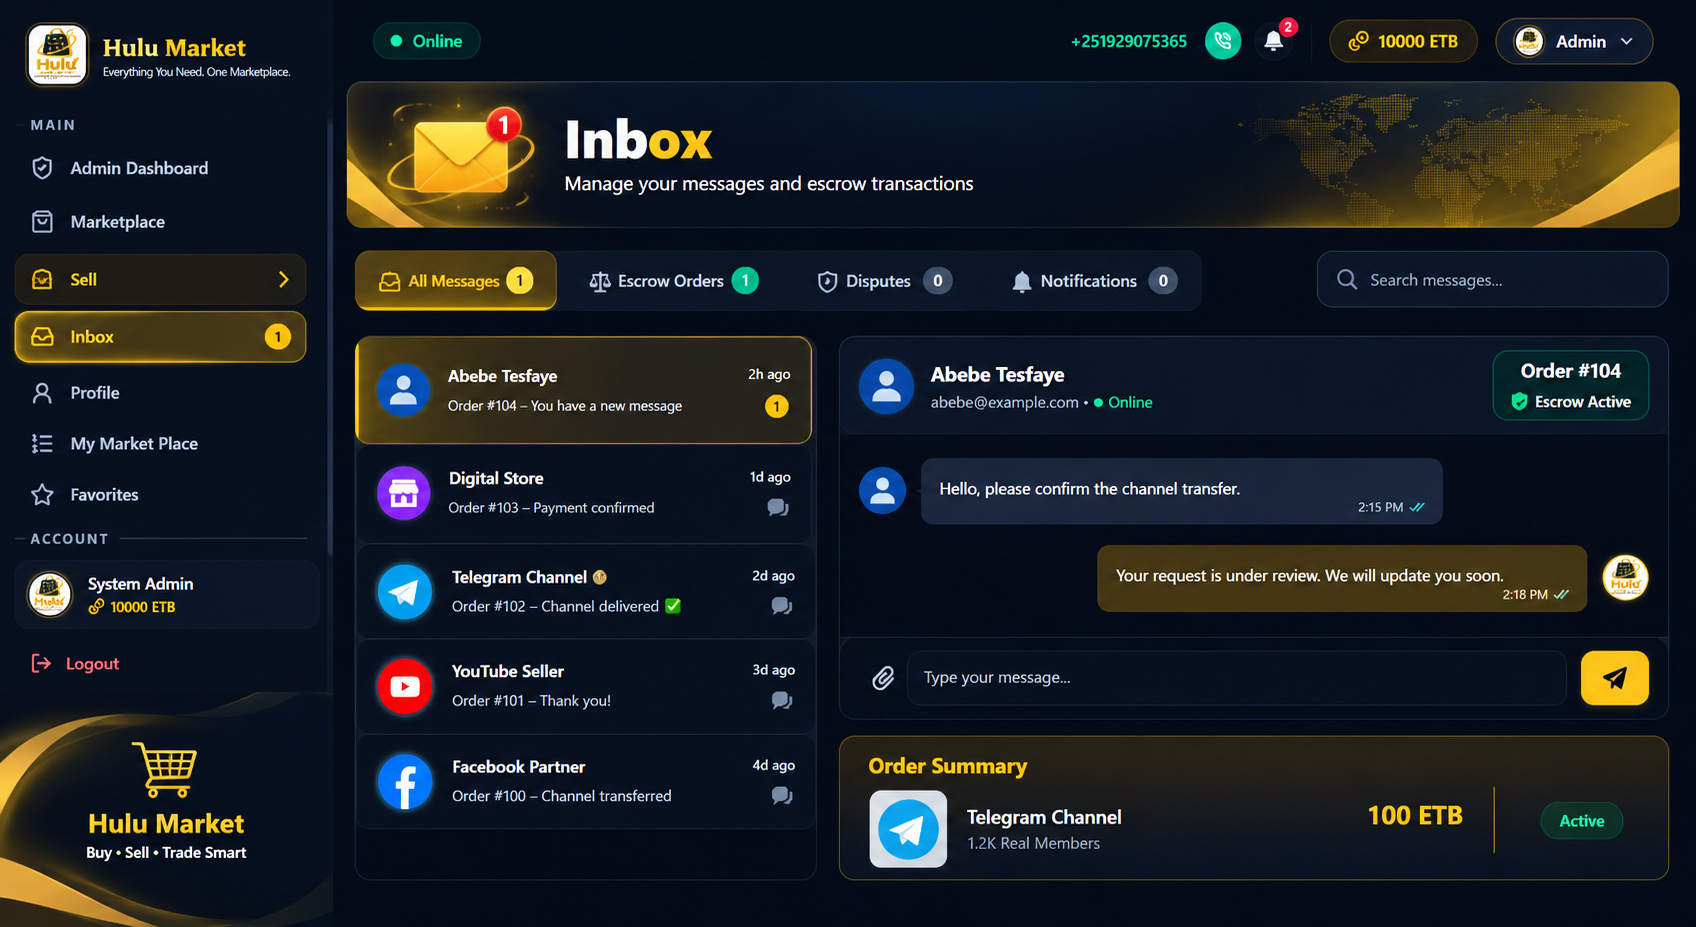 Hulu
Hulu Market
Everything You Need. One Marketplace.
MAIN
Admin Dashboard
Marketplace
Sell
Inbox 1
Profile
My Market Place
Favorites
ACCOUNT
System Admin
10000 ETB
Logout
Hulu Market
Buy • Sell • Trade Smart
Online
+251929075365
2
10000 ETB
Admin
1
Inbox
Manage your messages and escrow transactions
All Messages 1
Escrow Orders 1
Disputes 0
Notifications 0
Search messages...
Abebe Tesfaye 2h ago
Order #104 – You have a new message 1
Digital Store 1d ago
Order #103 – Payment confirmed
Telegram Channel 2d ago
Order #102 – Channel delivered ✅
YouTube Seller 3d ago
Order #101 – Thank you!
Facebook Partner 4d ago
Order #100 – Channel transferred
Abebe Tesfaye
abebe@example.com • Online
Order #104
Escrow Active
Hello, please confirm the channel transfer.
2:15 PM
Your request is under review. We will update you soon.
2:18 PM
Hulu
Type your message...
Order Summary
Telegram Channel
1.2K Real Members
100 ETB
Active